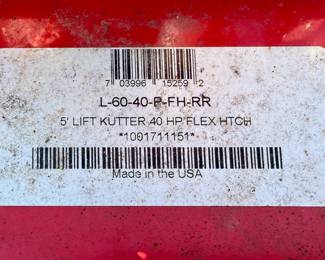 7 03996 15259 2
L-60-40-P-FH-RR
5' LIFT KUTTER 40 HP FLEX HTCH
*1001711151*
Made in the USA